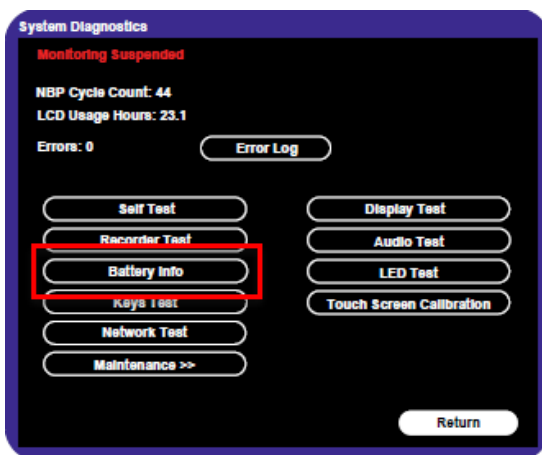 System Diagnostics
Monitoring Suspended
NBP Cycle Count: 44
LCD Usage Hours: 23.1
Errors: 0
Error Log
Self Test
Display Test
Recorder Test
Audio Test
Battery Info
LED Test
Keys Test
Touch Screen Callibration
Network Test
Maintenance >>
Return